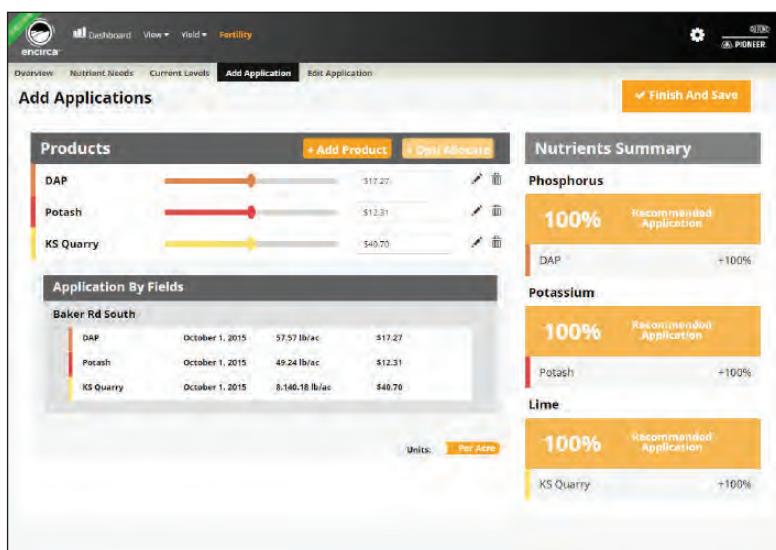 encirca
Dashboard View Yield Fertility
PIONEER
Overview Nutrient Needs Current Levels Add Application Edit Application
Add Applications
Finish And Save
Products + Add Product
DAP $17.27
Potash $12.31
KS Quarry $40.70
Application By Fields
Baker Rd South
DAP October 1, 2015 57.57 lb/ac $17.27
Potash October 1, 2015 49.24 lb/ac $12.31
KS Quarry October 1, 2015 8,140.18 lb/ac $40.70
Units: Per Acre
Nutrients Summary
Phosphorus
100% Recommended
Application
DAP +100%
Potassium
100% Recommended
Application
Potash +100%
Lime
100% Recommended
Application
KS Quarry +100%